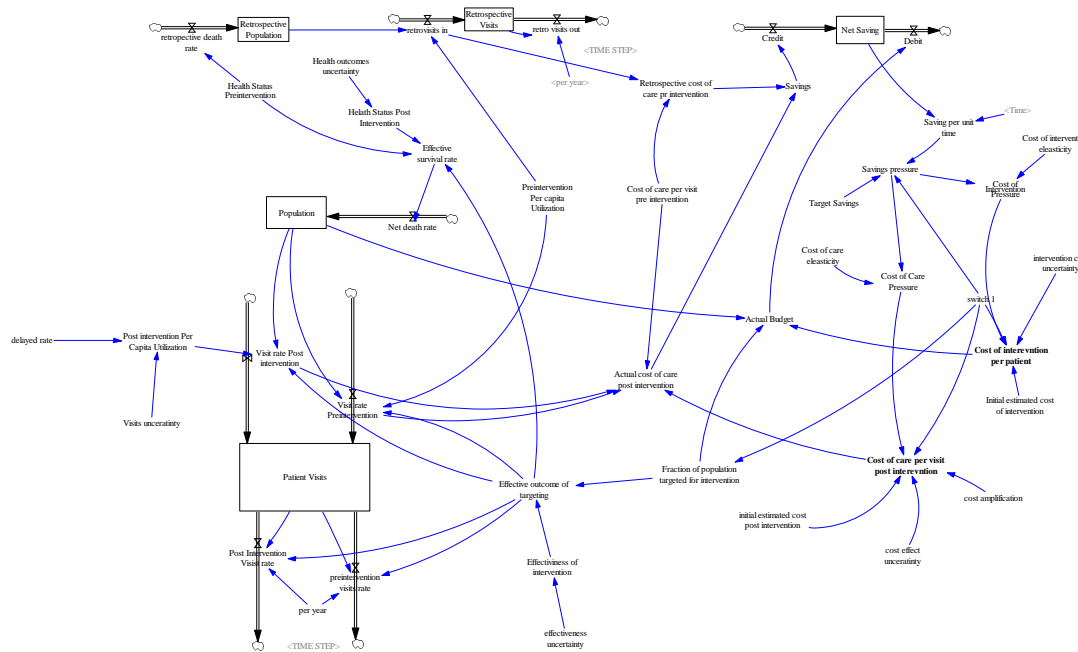 retropective death
rate
Retrospective
Population
retrovisits in
Retrospective
Visits
retro visits out
<TIME STEP>
<per year>
Credit
Net Saving
Debit
Health outcomes
uncertainty
Health Status
Preintervention
Helath Status Post
Intervention
Effective
survival rate
Retrospective cost of
care pr intervention
Savings
Saving per unit
time
<Time>
Cost of intervent
eleasticity
Savings pressure
Cost of
Intervention
Pressure
Target Savings
Preintervention
Per capita
Utilization
Cost of care per visit
pre intervention
Population
Net death rate
Cost of care
eleasticity
Cost of Care
Pressure
intervention c
uncertainty
switch 1
delayed rate
Post intervention Per
Capita Utilization
Visit rate Post
intervention
Actual Budget
Cost of interevntion
per patient
Actual cost of care
post intervention
Visit rate
Preintervention
Visits uncerатinty
Initial estimated cost
of intervention
Patient Visits
Effective outcome of
targeting
Fraction of population
targeted for intervention
Cost of care per visit
post interevntion
cost amplification
initial estimated cost
post intervention
cost effect
unceratinty
Post Intervention
Visist rate
preintervention
visits rate
Effectiviness of
intervention
per year
effectiveness
uncertainty
<TIME STEP>